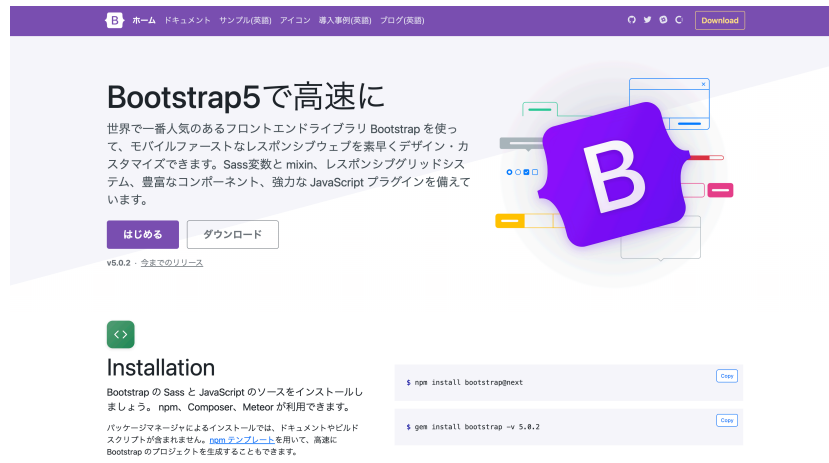 B ホーム ドキュメント サンプル(英語) アイコン 導入事例(英語) ブログ(英語) Download
Bootstrap5で高速に
世界で一番人気のあるフロントエンドライブラリ Bootstrap を使っ
て、モバイルファーストなレスポンシブウェブを素早くデザイン・カ
スタマイズできます。Sass変数と mixin、レスポンシブグリッドシス
テム、豊富なコンポーネント、強力な JavaScript プラグインを備えて
います。
はじめる ダウンロード
v5.0.2 · 今までのリリース
B
Installation
Bootstrap の Sass と JavaScript のソースをインストールし
ましょう。 npm、Composer、Meteor が利用できます。
パッケージマネージャによるインストールでは、ドキュメントやビルド
スクリプトが含まれません。npm テンプレートを用いて、高速に
Bootstrap のプロジェクトを生成することもできます。
$ npm install bootstrap@next
Copy
$ gem install bootstrap -v 5.0.2
Copy